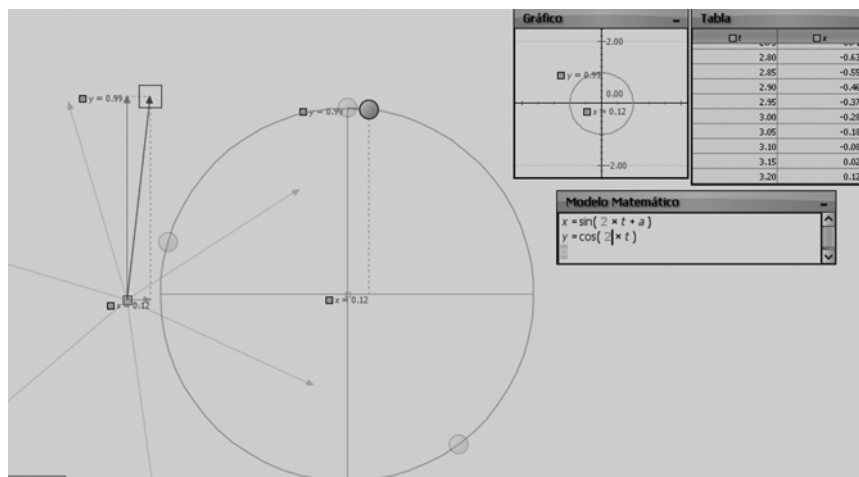 Gráfico
2.00
y = 0.99
0.00
x = 0.12
-2.00
Tabla
t x
2.80 -0.63
2.85 -0.55
2.90 -0.46
2.95 -0.37
3.00 -0.28
3.05 -0.18
3.10 -0.08
3.15 0.02
3.20 0.12
Modelo Matemático
x = sin( 2 × t + a )
y = cos( 2 × t )
y = 0.99
y = 0.99
x = 0.12
x = 0.12